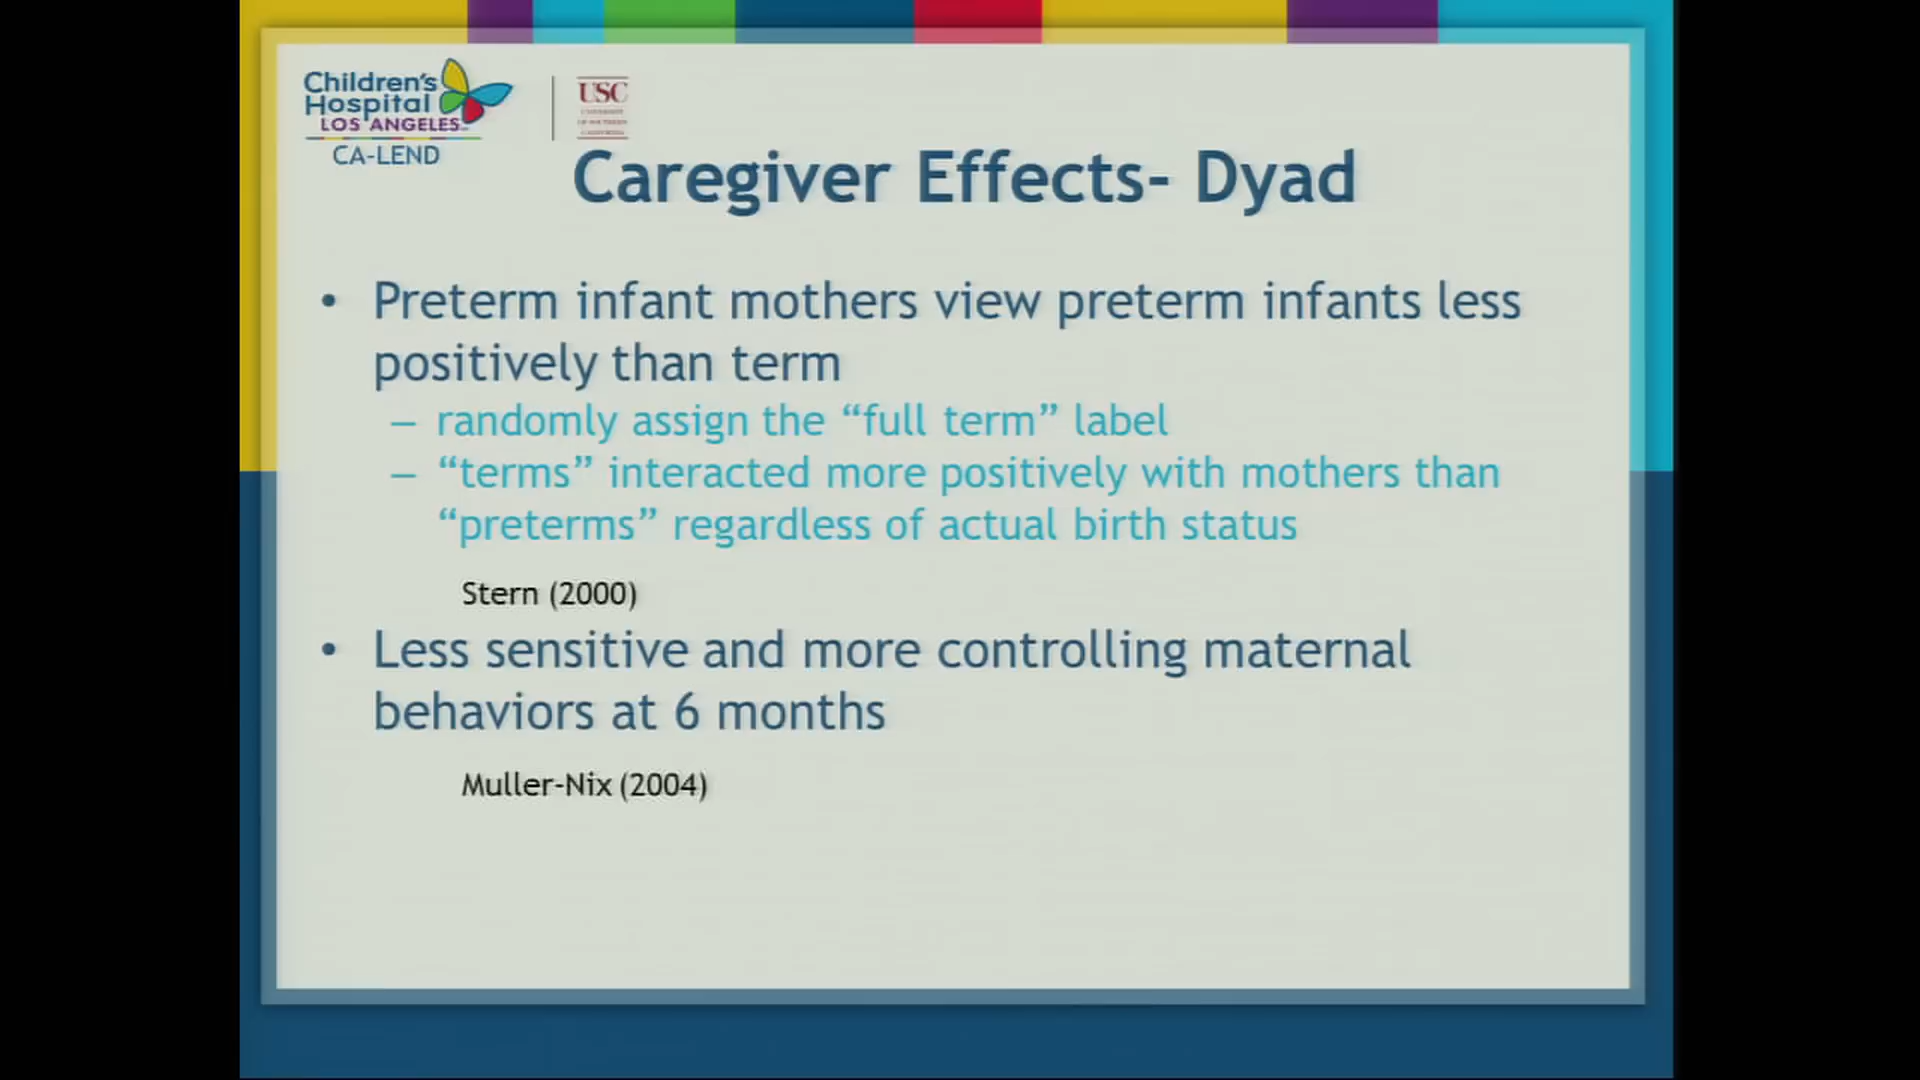 Children's
Hospital
LOS ANGELES
CA-LEND
USC
UNIVERSITY
OF SOUTHERN
CALIFORNIA
Caregiver Effects- Dyad
• Preterm infant mothers view preterm infants less
positively than term
– randomly assign the “full term” label
– “terms” interacted more positively with mothers than
“preterms” regardless of actual birth status
Stern (2000)
• Less sensitive and more controlling maternal
behaviors at 6 months
Muller-Nix (2004)